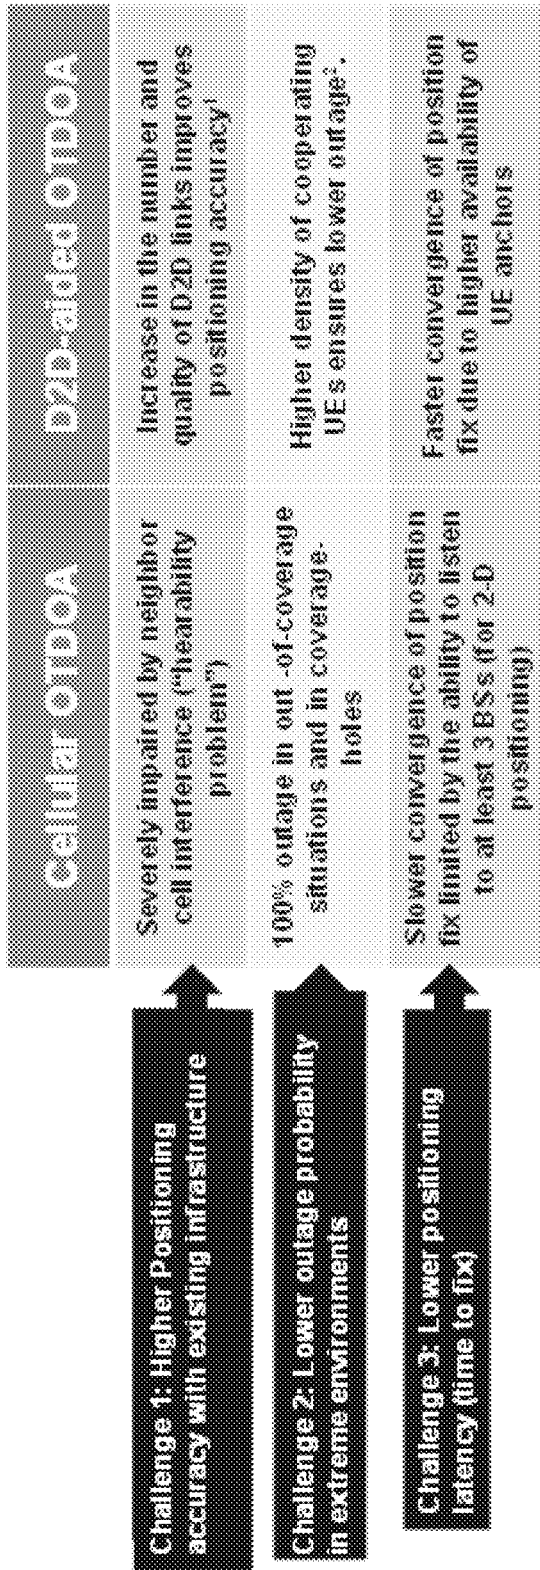 Cellular OTDOA
D2D-aided OTDOA
Challenge 1: Higher Positioning
accuracy with existing infrastructure
Severely impaired by neighbor
cell interference ("hearability
problem")
Increase in the number and
quality of D2D links improves
positioning accuracy¹
Challenge 2: Lower outage probability
in extreme environments
100% outage in out -of-coverage
situations and in coverage-
holes
Higher density of cooperating
UEs ensures lower outage².
Challenge 3: Lower positioning
latency (time to fix)
Slower convergence of position
fix limited by the ability to listen
to at least 3 BSs (for 2-D
positioning)
Faster convergence of position
fix due to higher availability of
UE anchors